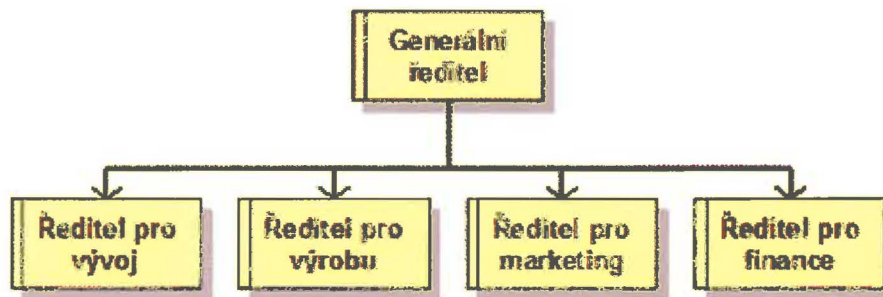 Generální
ředitel
Ředitel pro
vývoj
Ředitel pro
výrobu
Ředitel pro
marketing
Ředitel pro
finance